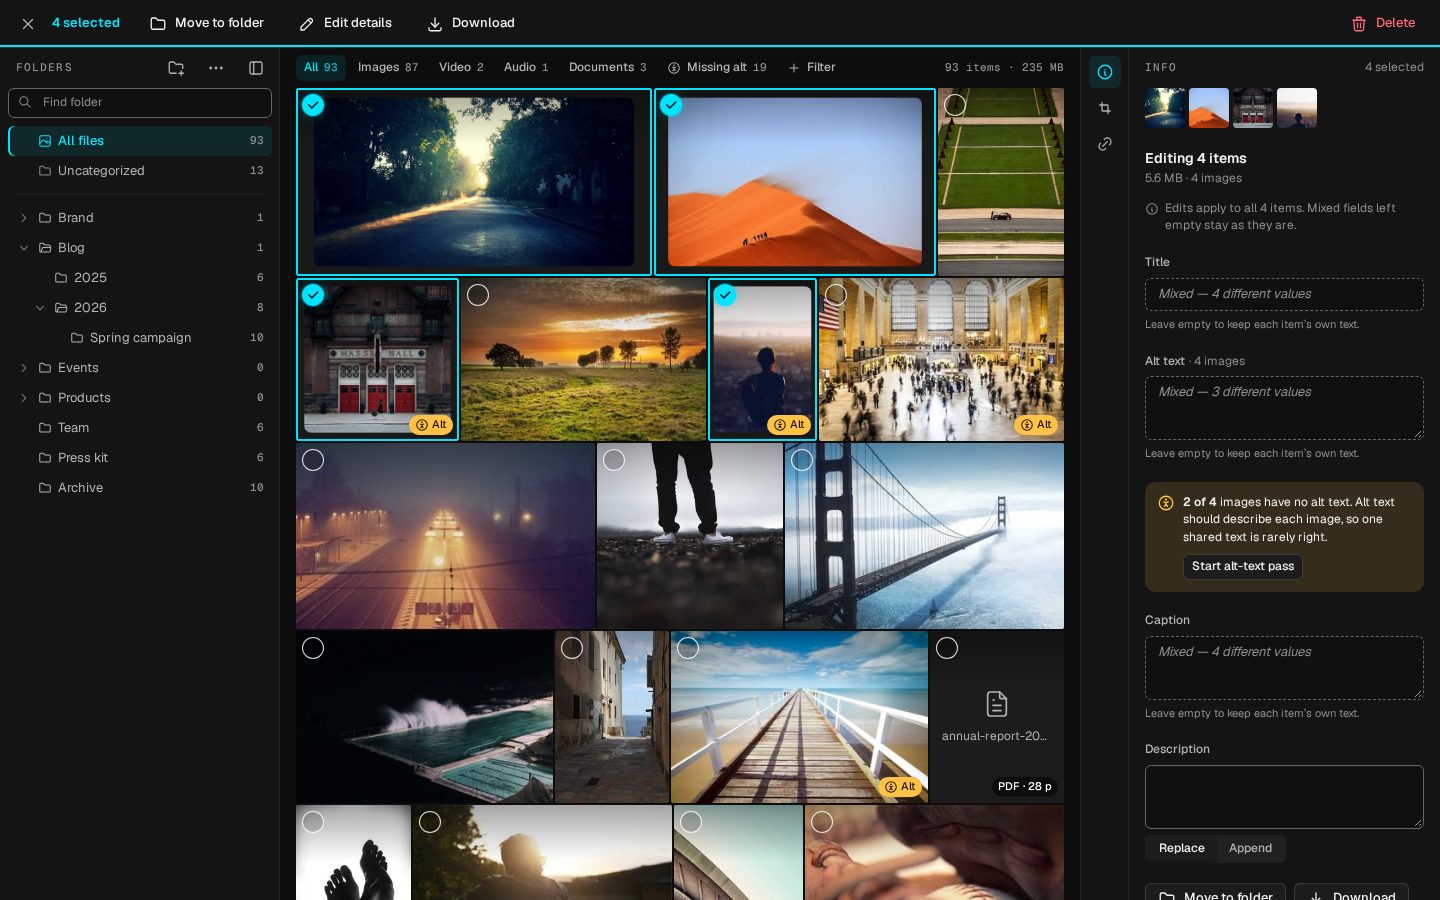 4 selected
Move to folder
Edit details
Download
Delete
FOLDERS
Find folder
All files 93
Uncategorized 13
Brand 1
Blog 1
2025 6
2026 8
Spring campaign 10
Events 0
Products 0
Team 6
Press kit 6
Archive 6
All 93
Images 87
Video 2
Audio 1
Documents 3
Missing alt 19
Filter
93 items · 235 MB
MASSEY HALL
Alt
Alt
Alt
Alt
annual-report-20…
PDF · 28 p
INFO
4 selected
Editing 4 items
5.6 MB · 4 images
Edits apply to all 4 items. Mixed fields left
empty stay as they are.
Title
Mixed — 4 different values
Leave empty to keep each item's own text.
Alt text · 4 images
Mixed — 3 different values
Leave empty to keep each item's own text.
2 of 4 images have no alt text. Alt text
should describe each image, so one
shared text is rarely right.
Start alt-text pass
Caption
Mixed — 4 different values
Leave empty to keep each item's own text.
Description
Replace
Append
Move to folder
Download